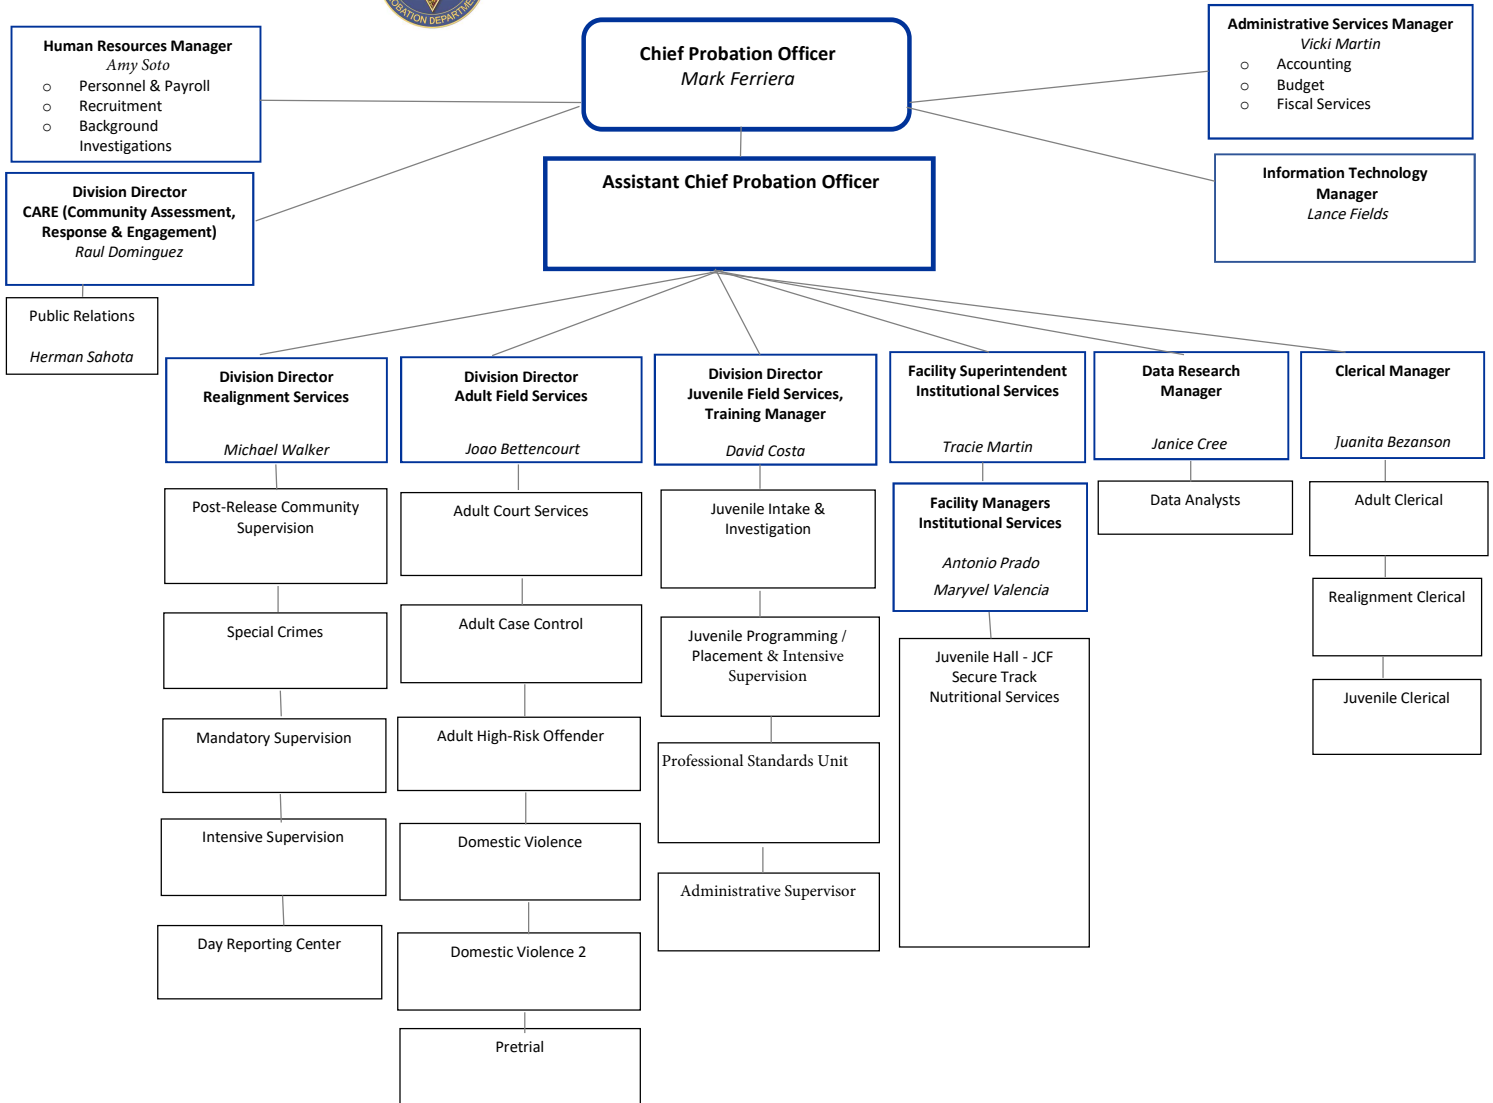 PROBATION DEPARTMENT
Human Resources Manager
Amy Soto
o Personnel & Payroll
o Recruitment
o Background
Investigations
Chief Probation Officer
Mark Ferriera
Administrative Services Manager
Vicki Martin
o Accounting
o Budget
o Fiscal Services
Division Director
CARE (Community Assessment,
Response & Engagement)
Raul Dominguez
Assistant Chief Probation Officer
Information Technology
Manager
Lance Fields
Public Relations
Herman Sahota
Division Director
Realignment Services
Michael Walker
Division Director
Adult Field Services
Joao Bettencourt
Division Director
Juvenile Field Services,
Training Manager
David Costa
Facility Superintendent
Institutional Services
Tracie Martin
Data Research
Manager
Janice Cree
Clerical Manager
Juanita Bezanson
Post-Release Community
Supervision
Special Crimes
Mandatory Supervision
Intensive Supervision
Day Reporting Center
Adult Court Services
Adult Case Control
Adult High-Risk Offender
Domestic Violence
Domestic Violence 2
Pretrial
Juvenile Intake &
Investigation
Juvenile Programming /
Placement & Intensive
Supervision
Professional Standards Unit
Administrative Supervisor
Facility Managers
Institutional Services
Antonio Prado
Maryvel Valencia
Juvenile Hall - JCF
Secure Track
Nutritional Services
Data Analysts
Adult Clerical
Realignment Clerical
Juvenile Clerical